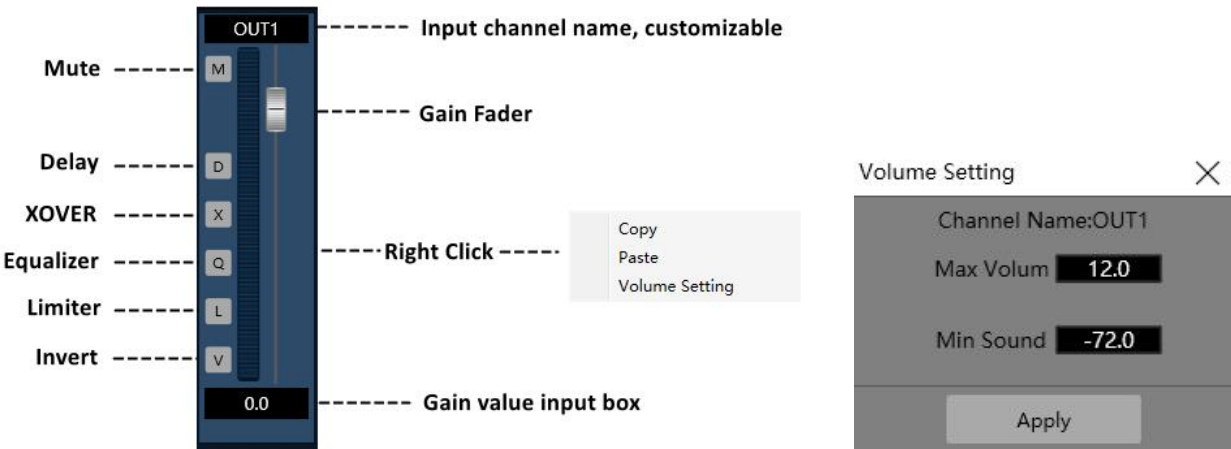 OUT1
Input channel name, customizable
Mute
M
Gain Fader
Delay
D
XOVER
X
Equalizer
Q
Limiter
L
Invert
V
0.0
Gain value input box
Right Click
Copy
Paste
Volume Setting
Volume Setting
Channel Name:OUT1
Max Volum 12.0
Min Sound -72.0
Apply